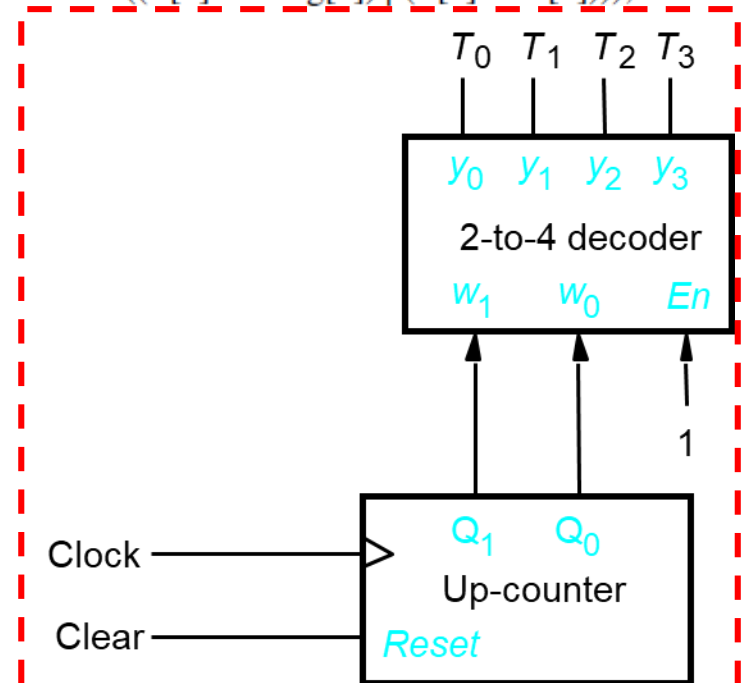 T0 T1 T2 T3
y0 y1 y2 y3
2-to-4 decoder
w1 w0 En
1
Q1 Q0
Clock
Up-counter
Clear
Reset